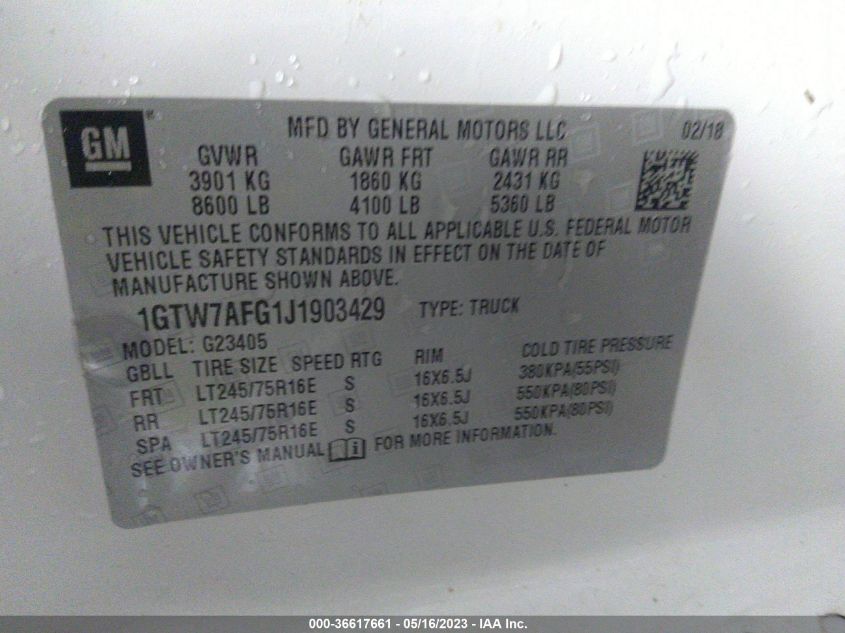 GM
MFD BY GENERAL MOTORS LLC 02/18
GVWR GAWR FRT GAWR RR
3901 KG 1860 KG 2431 KG
8600 LB 4100 LB 5360 LB
THIS VEHICLE CONFORMS TO ALL APPLICABLE U.S. FEDERAL MOTOR
VEHICLE SAFETY STANDARDS IN EFFECT ON THE DATE OF
MANUFACTURE SHOWN ABOVE.
1GTW7AFG1J1903429 TYPE: TRUCK
MODEL: G23405
GBLL TIRE SIZE SPEED RTG RIM COLD TIRE PRESSURE
FRT LT245/75R16E S 16X6.5J 380KPA(55PSI)
RR LT245/75R16E S 16X6.5J 550KPA(80PSI)
SPA LT245/75R16E S 16X6.5J 550KPA(80PSI)
SEE OWNER'S MANUAL i FOR MORE INFORMATION.
000-36617661 - 05/16/2023 - IAA Inc.